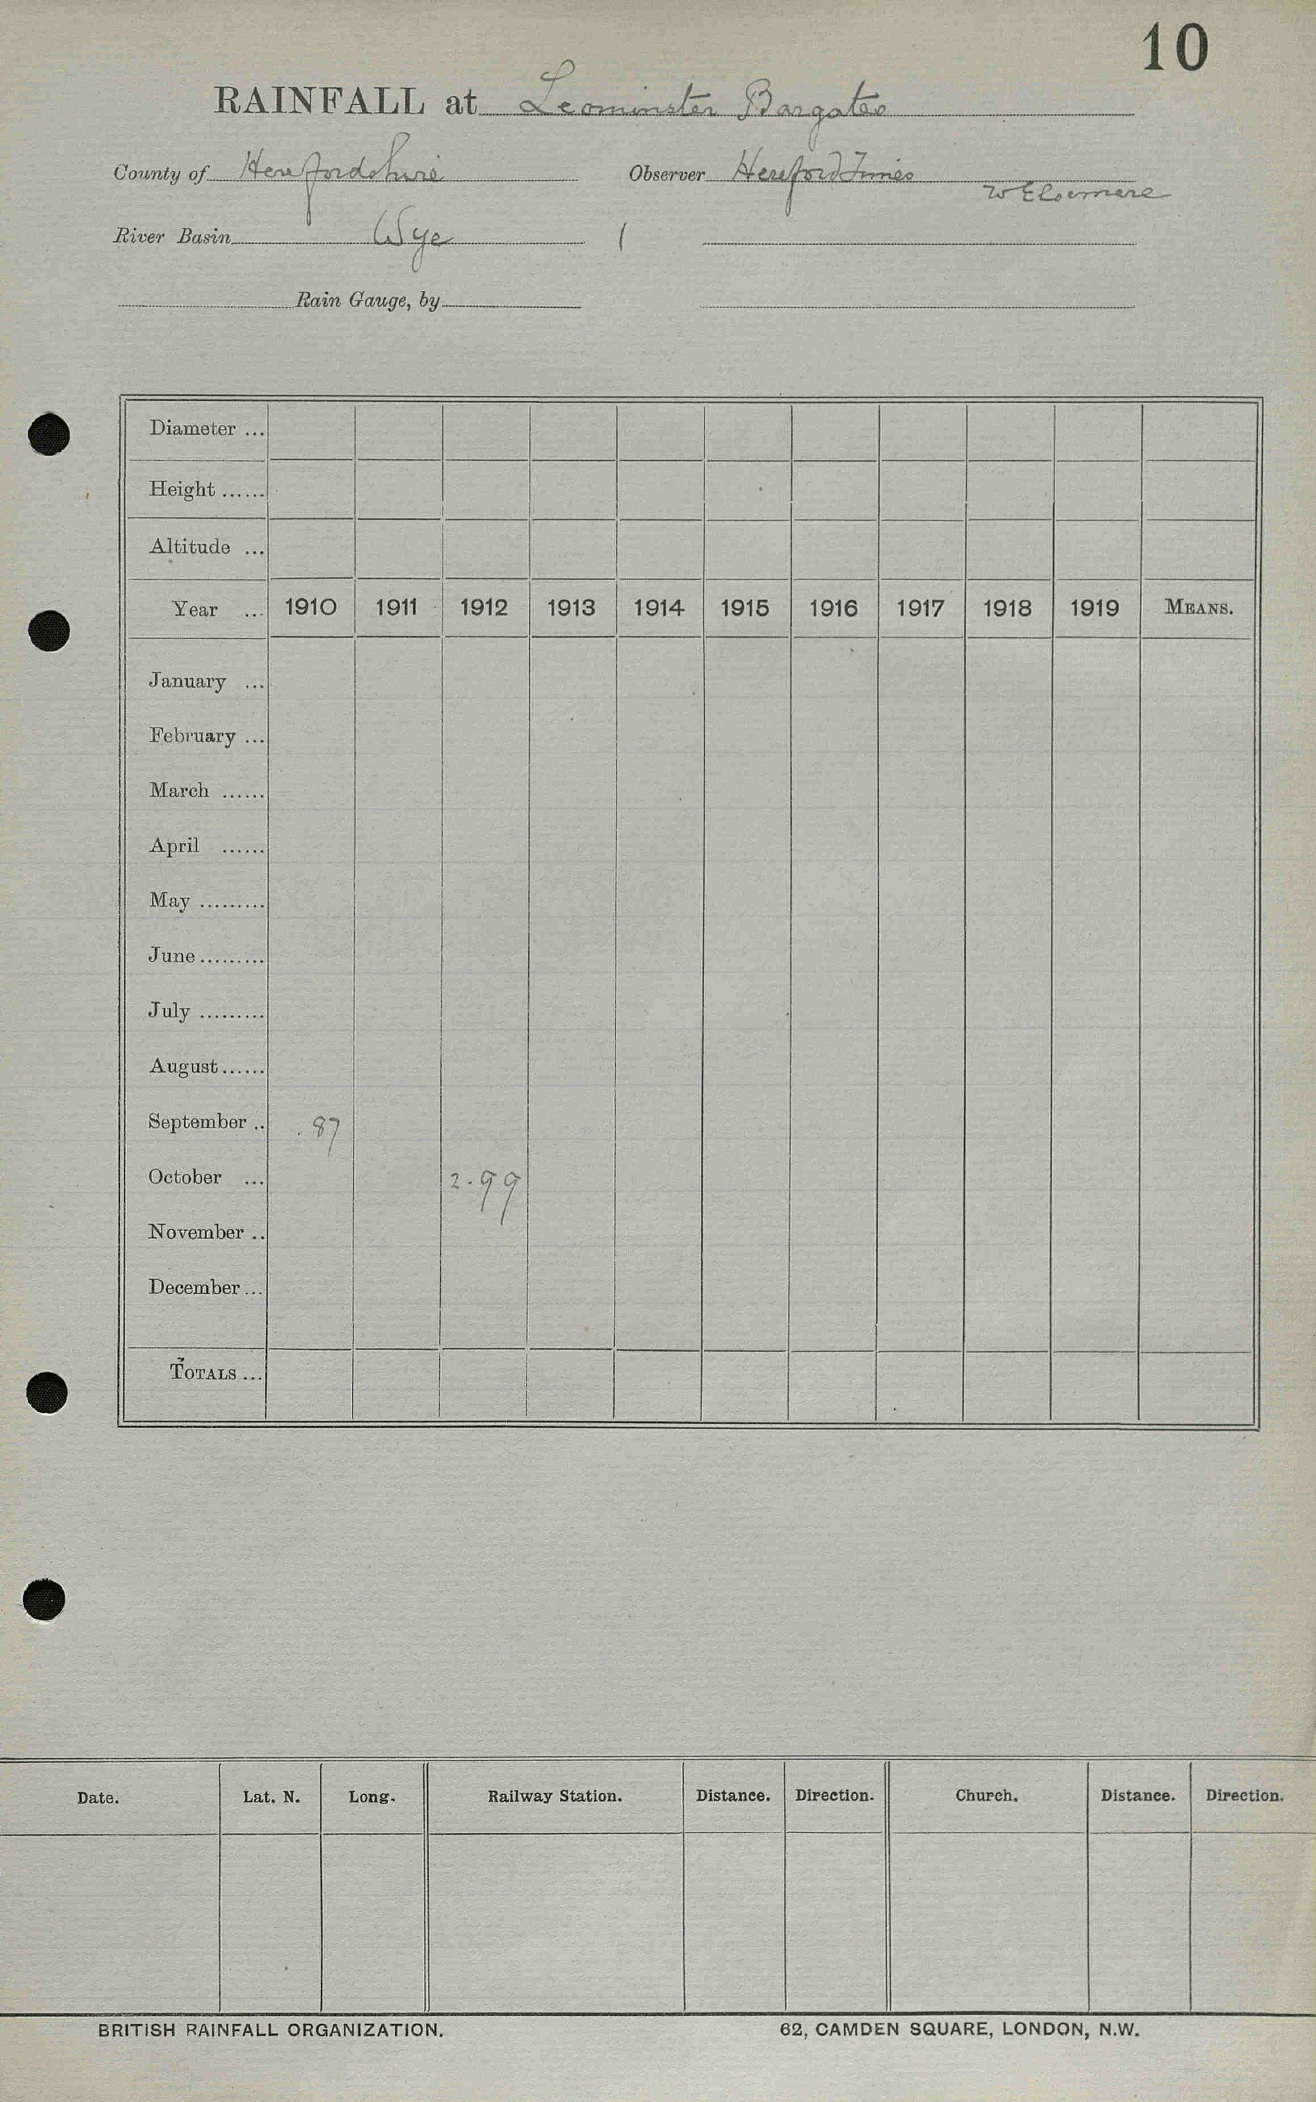 10
RAINFALL at Leominster Bargates
County of Herefordshire Observer Hereford Times
W Elsemere
River Basin Wye /
Rain Gauge, by
Diameter ...
Height ......
Altitude ...
Year ... 1910 1911 1912 1913 1914 1915 1916 1917 1918 1919 MEANS.
January ...
February ...
March ......
April ......
May .........
June .........
July .........
August ......
September .. .87
October ... 2.99
November ..
December ...
TOTALS ...
Date. Lat. N. Long. Railway Station. Distance. Direction. Church. Distance. Direction.
BRITISH RAINFALL ORGANIZATION. 62, CAMDEN SQUARE, LONDON, N.W.